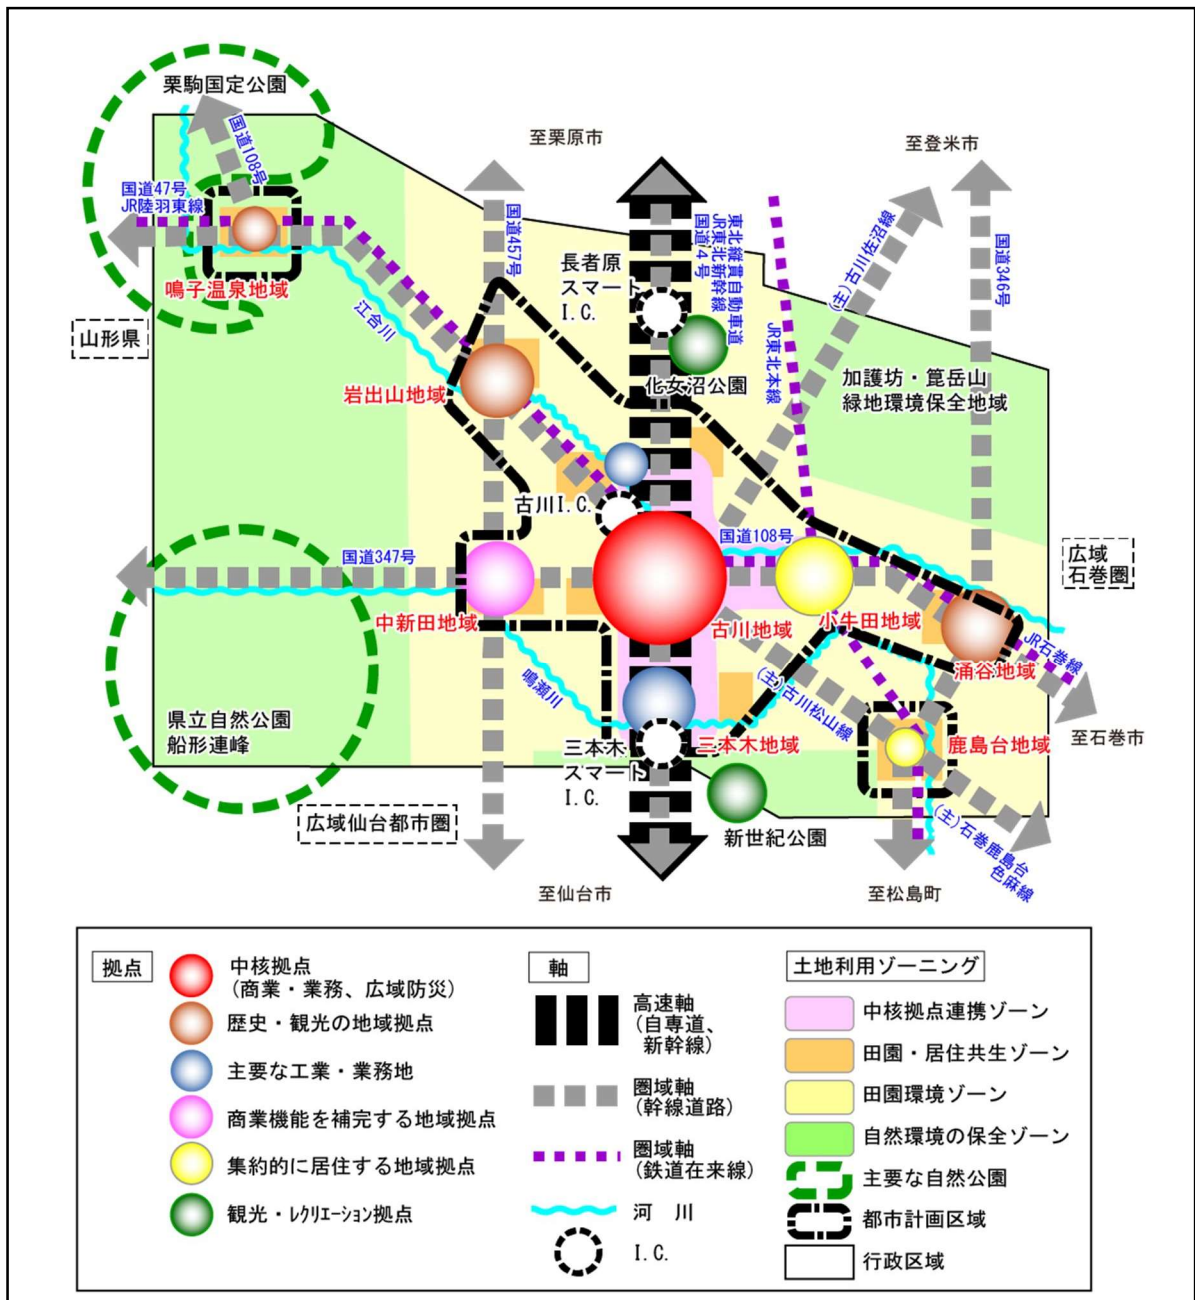 栗駒国定公園
国道108号
至栗原市
至登米市
国道47号
JR陸羽東線
国道457号
東北縦貫自動車道
JR東北新幹線
国道4号
(主)古川佐沼線
国道346号
長者原
スマート
I.C.
鳴子温泉地域
江合川
山形県
JR東北本線
化女沼公園
加護坊・箟岳山
緑地環境保全地域
岩出山地域
古川I.C.
国道108号
国道347号
広域
石巻圏
中新田地域
古川地域
小牛田地域
涌谷地域
JR石巻線
鳴瀬川
(主)古川松山線
県立自然公園
船形連峰
三本木
スマート
I.C.
三本木地域
鹿島台地域
至石巻市
広域仙台都市圏
新世紀公園
(主)石巻鹿島台
色麻線
至仙台市
至松島町
拠点
中核拠点
(商業・業務、広域防災)
歴史・観光の地域拠点
主要な工業・業務地
商業機能を補完する地域拠点
集約的に居住する地域拠点
観光・ﾚｸﾘｴｰｼｮﾝ拠点
軸
高速軸
(自専道、
新幹線)
圏域軸
(幹線道路)
圏域軸
(鉄道在来線)
河　川
I.C.
土地利用ゾーニング
中核拠点連携ゾーン
田園・居住共生ゾーン
田園環境ゾーン
自然環境の保全ゾーン
主要な自然公園
都市計画区域
行政区域